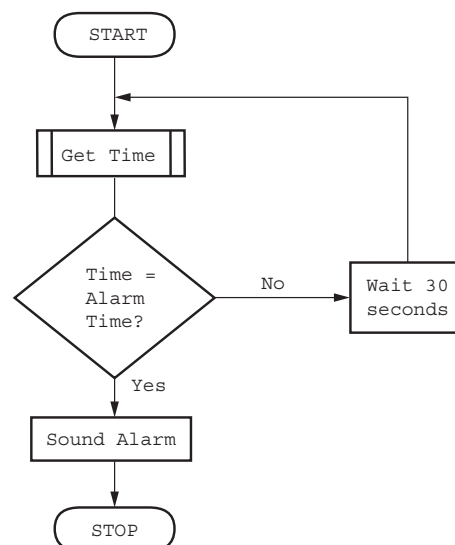 START
Get Time
Time =
Alarm
Time?
No
Wait 30
seconds
Yes
Sound Alarm
STOP